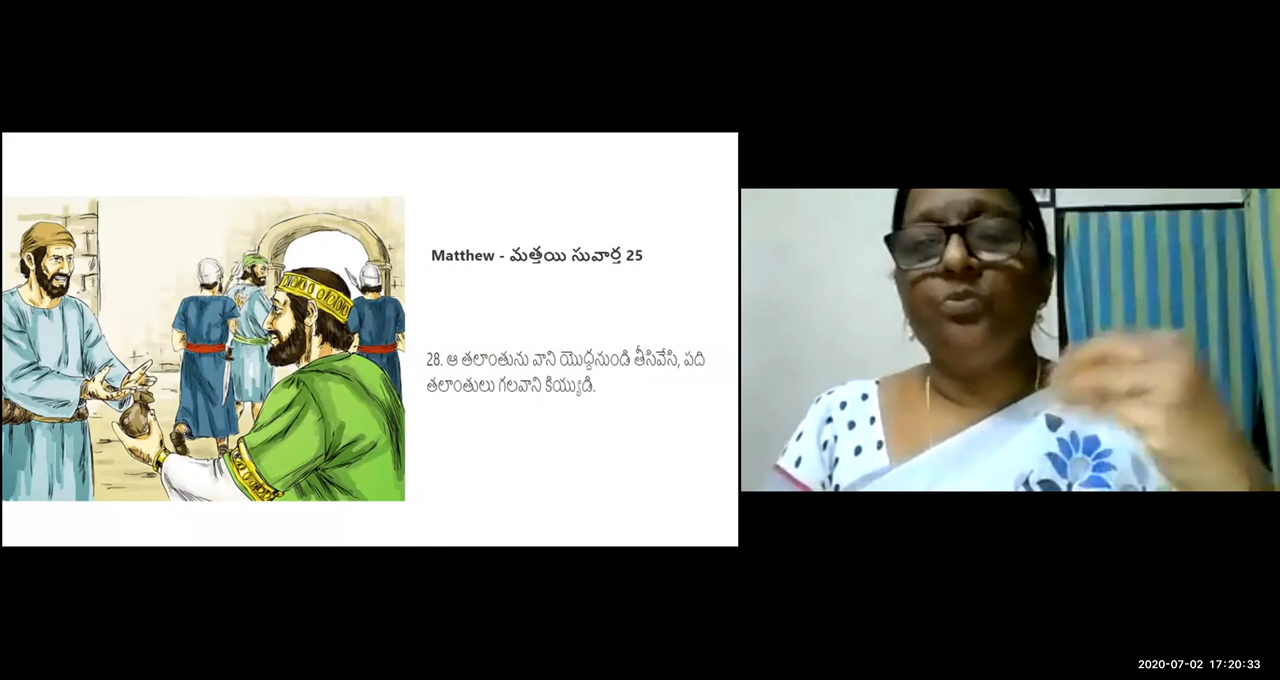 Matthew - మత్తయి సువార్త 25
28. ఆ తలాంతును వాని యొద్దనుండి తీసివేసి, పది
తలాంతులు గలవాని కియ్యుడి.
2020-07-02 17:20:33